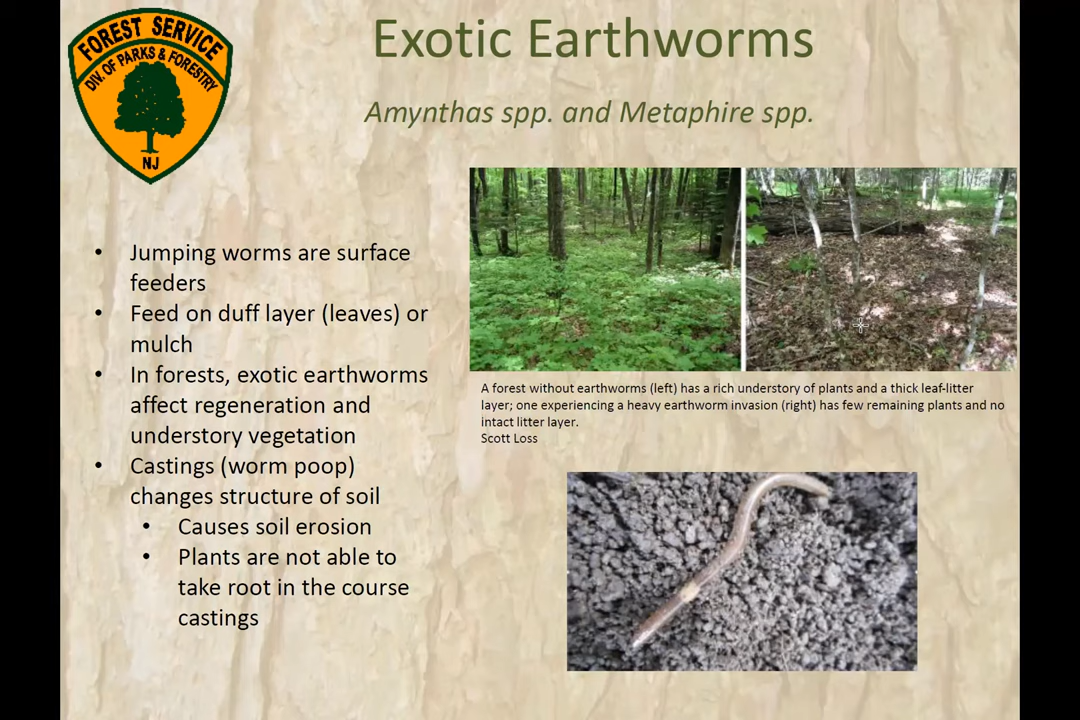 FOREST SERVICE
DIV. OF PARKS & FORESTRY
NJ
Exotic Earthworms
Amynthas spp. and Metaphire spp.
• Jumping worms are surface
feeders
• Feed on duff layer (leaves) or
mulch
• In forests, exotic earthworms
affect regeneration and
understory vegetation
• Castings (worm poop)
changes structure of soil
• Causes soil erosion
• Plants are not able to
take root in the course
castings
A forest without earthworms (left) has a rich understory of plants and a thick leaf-litter
layer; one experiencing a heavy earthworm invasion (right) has few remaining plants and no
intact litter layer.
Scott Loss